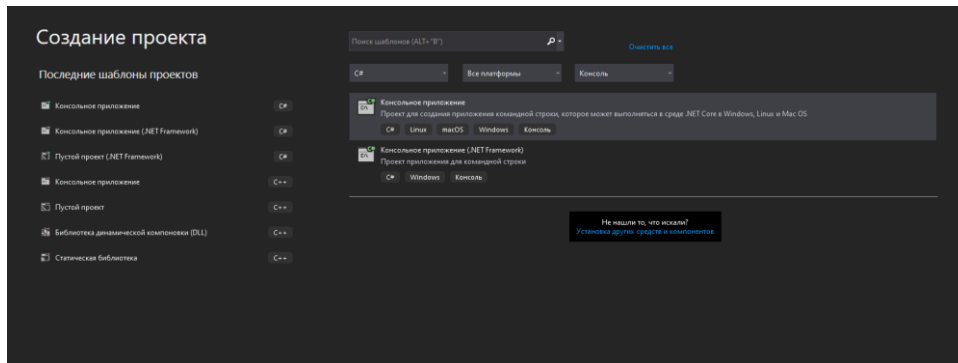 Создание проекта
Поиск шаблонов (ALT+"B")
Очистить все
Последние шаблоны проектов
C#
Все платформы
Консоль
Консольное приложение C#
Консольное приложение (.NET Framework) C#
Пустой проект (.NET Framework) C#
Консольное приложение C++
Пустой проект C++
Библиотека динамической компоновки (DLL) C++
Статическая библиотека C++
Консольное приложение
Проект для создания приложения командной строки, которое может выполняться в среде .NET Core в Windows, Linux и Mac OS
C# Linux macOS Windows Консоль
Консольное приложение (.NET Framework)
Проект приложения для командной строки
C# Windows Консоль
Не нашли то, что искали?
Установка других средств и компонентов